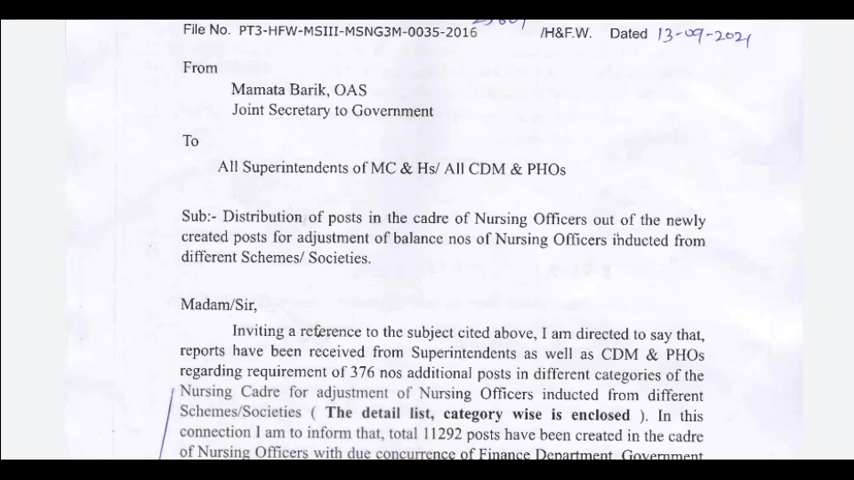 File No. PT3-HFW-MSIII-MSNG3M-0035-2016 /H&F.W. Dated 13-09-2021
From
Mamata Barik, OAS
Joint Secretary to Government
To
All Superintendents of MC & Hs/ All CDM & PHOs
Sub:- Distribution of posts in the cadre of Nursing Officers out of the newly
created posts for adjustment of balance nos of Nursing Officers inducted from
different Schemes/ Societies.
Madam/Sir,
Inviting a reference to the subject cited above, I am directed to say that,
reports have been received from Superintendents as well as CDM & PHOs
regarding requirement of 376 nos additional posts in different categories of the
Nursing Cadre for adjustment of Nursing Officers inducted from different
Schemes/Societies ( The detail list, category wise is enclosed ). In this
connection I am to inform that, total 11292 posts have been created in the cadre
of Nursing Officers with due concurrence of Finance Department, Government